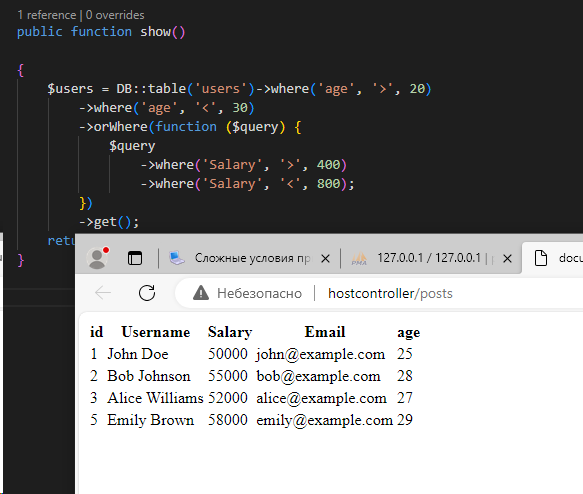 1 reference | 0 overrides
public function show()
{
$users = DB::table('users')->where('age', '>', 20)
->where('age', '<', 30)
->orWhere(function ($query) {
$query
->where('Salary', '>', 400)
->where('Salary', '<', 800);
})
->get();
retu
}
Сложные условия пр
127.0.0.1 / 127.0.0.1 | p
docu
Небезопасно | hostcontroller/posts
id Username Salary Email age
1 John Doe 50000 john@example.com 25
2 Bob Johnson 55000 bob@example.com 28
3 Alice Williams 52000 alice@example.com 27
5 Emily Brown 58000 emily@example.com 29